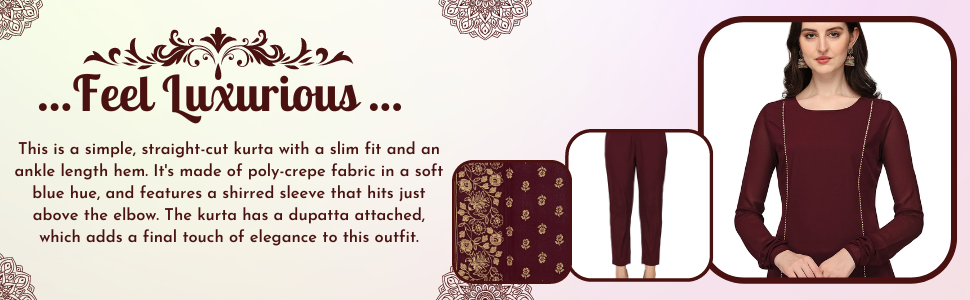 ...Feel Luxurious ...
This is a simple, straight-cut kurta with a slim fit and an
ankle length hem. It's made of poly-crepe fabric in a soft
blue hue, and features a shirred sleeve that hits just
above the elbow. The kurta has a dupatta attached,
which adds a final touch of elegance to this outfit.